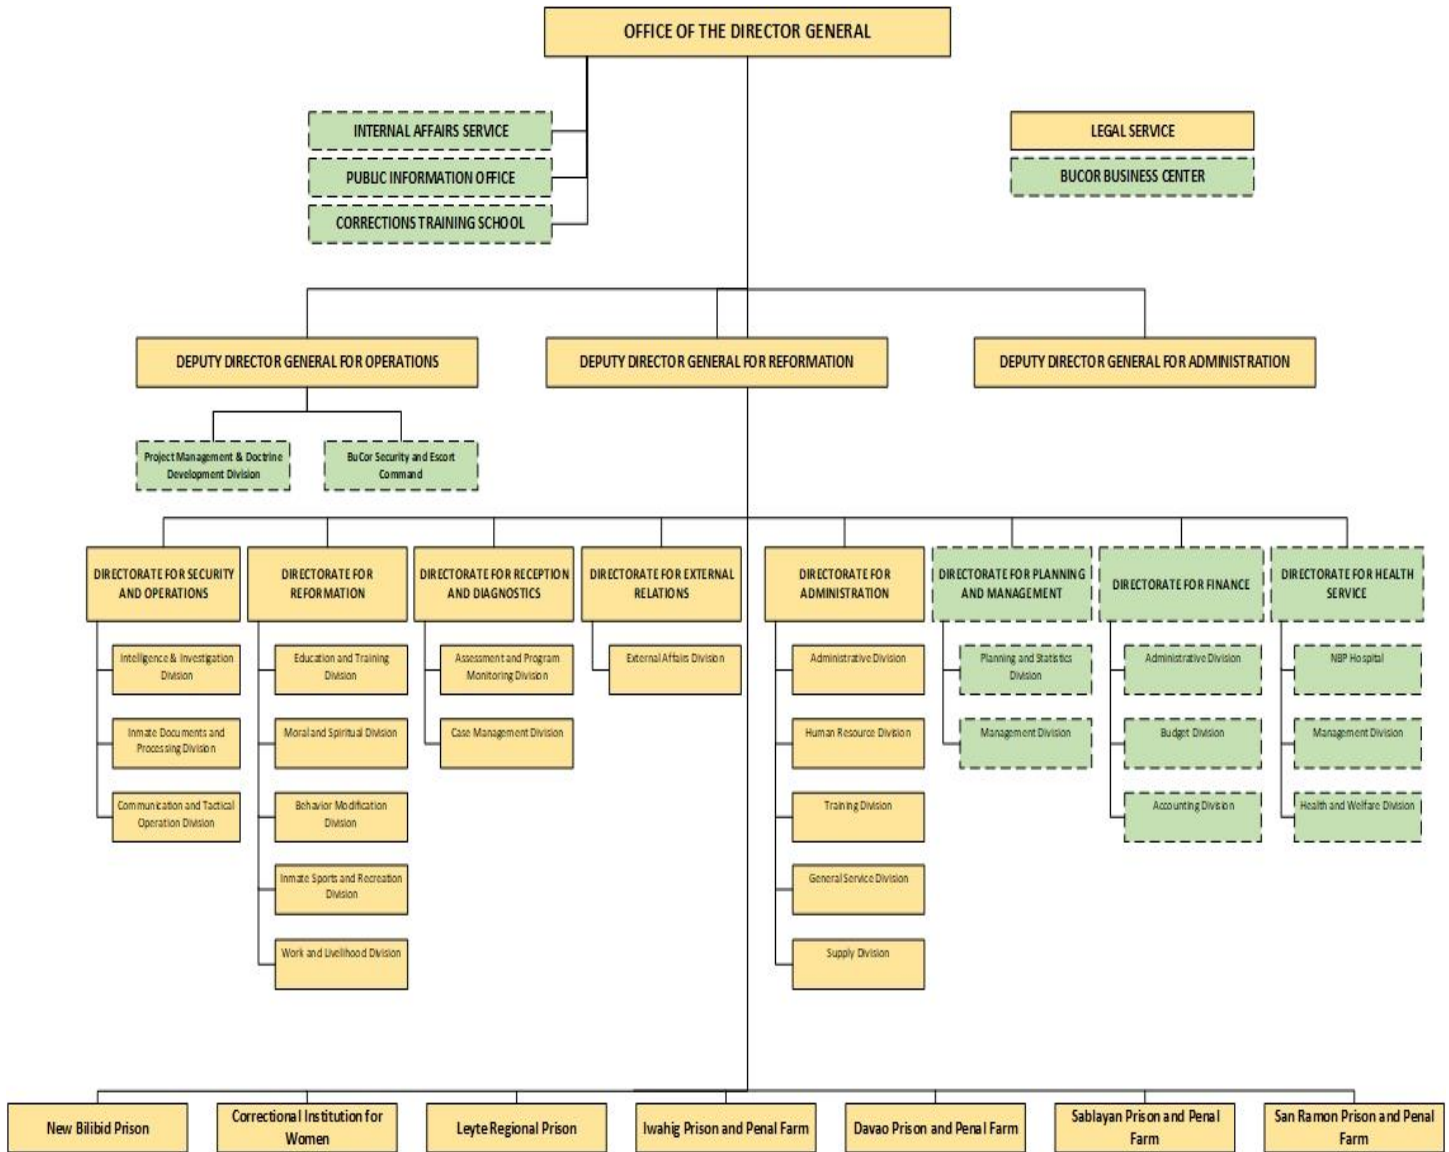 OFFICE OF THE DIRECTOR GENERAL
INTERNAL AFFAIRS SERVICE
PUBLIC INFORMATION OFFICE
CORRECTIONS TRAINING SCHOOL
LEGAL SERVICE
BUCOR BUSINESS CENTER
DEPUTY DIRECTOR GENERAL FOR OPERATIONS
DEPUTY DIRECTOR GENERAL FOR REFORMATION
DEPUTY DIRECTOR GENERAL FOR ADMINISTRATION
Project Management & Doctrine
Development Division
BuCor Security and Escort
Command
DIRECTORATE FOR SECURITY
AND OPERATIONS
Intelligence & Investigation
Division
Inmate Documents and
Processing Division
Communication and Tactical
Operation Division
DIRECTORATE FOR
REFORMATION
Education and Training
Division
Moral and Spiritual Division
Behavior Modification
Division
Inmate Sports and Recreation
Division
Work and Livelihood Division
DIRECTORATE FOR RECEPTION
AND DIAGNOSTICS
Assessment and Program
Monitoring Division
Case Management Division
DIRECTORATE FOR EXTERNAL
RELATIONS
External Affairs Division
DIRECTORATE FOR
ADMINISTRATION
Administrative Division
Human Resource Division
Training Division
General Service Division
Supply Division
DIRECTORATE FOR PLANNING
AND MANAGEMENT
Planning and Statistics
Division
Management Division
DIRECTORATE FOR FINANCE
Administrative Division
Budget Division
Accounting Division
DIRECTORATE FOR HEALTH
SERVICE
NBP Hospital
Management Division
Health and Welfare Division
New Bilibid Prison
Correctional Institution for
Women
Leyte Regional Prison
Iwahig Prison and Penal Farm
Davao Prison and Penal Farm
Sablayan Prison and Penal
Farm
San Ramon Prison and Penal
Farm